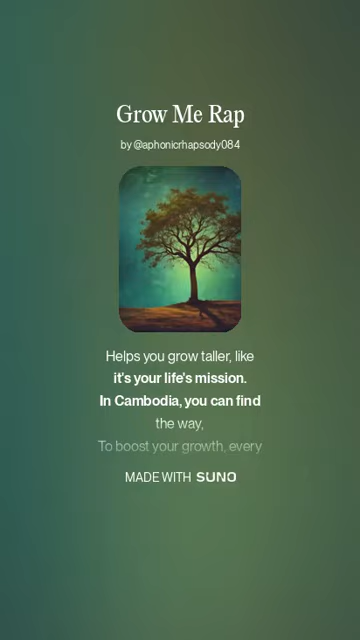 Grow Me Rap
by @aphonicrhapsody084
Helps you grow taller, like
it's your life's mission.
In Cambodia, you can find
the way,
To boost your growth, every
MADE WITH SUNO